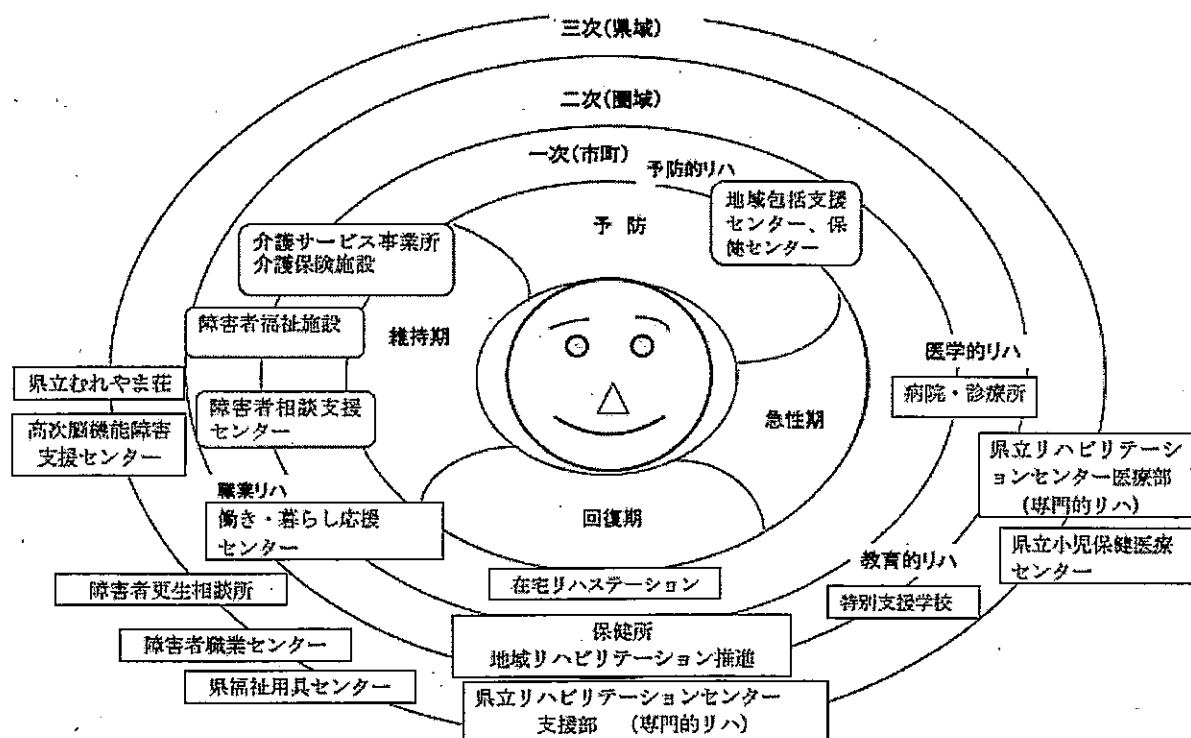 三次(県域)
二次(圏域)
一次(市町)
予防的リハ
地域包括支援
センター、保
健センター
予 防
介護サービス事業所
介護保険施設
障害者福祉施設
維持期
医学的リハ
県立むれやま荘
病院・診療所
障害者相談支援
センター
急性期
高次脳機能障害
支援センター
県立リハビリテーシ
ョンセンター医療部
(専門的リハ)
職業リハ
働き・暮らし応援
センター
回復期
県立小児保健医療
センター
教育的リハ
在宅リハステーション
障害者更生相談所
特別支援学校
保健所
地域リハビリテーション推進
障害者職業センター
県福祉用具センター
県立リハビリテーションセンター
支援部 (専門的リハ)